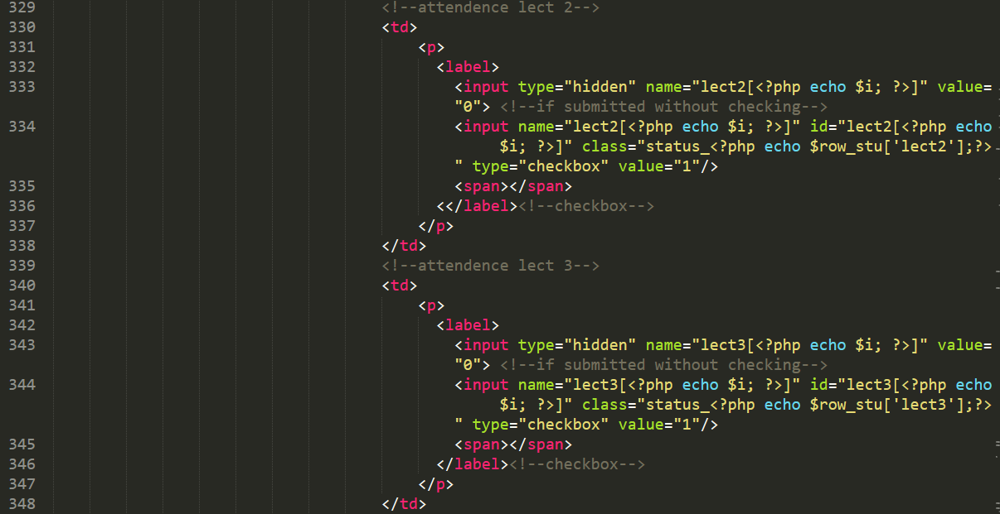 329 <!--attendence lect 2-->
330 <td>
331 <p>
332 <label>
333 <input type="hidden" name="lect2[<?php echo $i; ?>]" value=
"0"> <!--if submitted without checking-->
334 <input name="lect2[<?php echo $i; ?>]" id="lect2[<?php echo
$i; ?>]" class="status_<?php echo $row_stu['lect2'];?>
" type="checkbox" value="1"/>
335 <span></span>
336 <</label><!--checkbox-->
337 </p>
338 </td>
339 <!--attendence lect 3-->
340 <td>
341 <p>
342 <label>
343 <input type="hidden" name="lect3[<?php echo $i; ?>]" value=
"0"> <!--if submitted without checking-->
344 <input name="lect3[<?php echo $i; ?>]" id="lect3[<?php echo
$i; ?>]" class="status_<?php echo $row_stu['lect3'];?>
" type="checkbox" value="1"/>
345 <span></span>
346 </label><!--checkbox-->
347 </p>
348 </td>